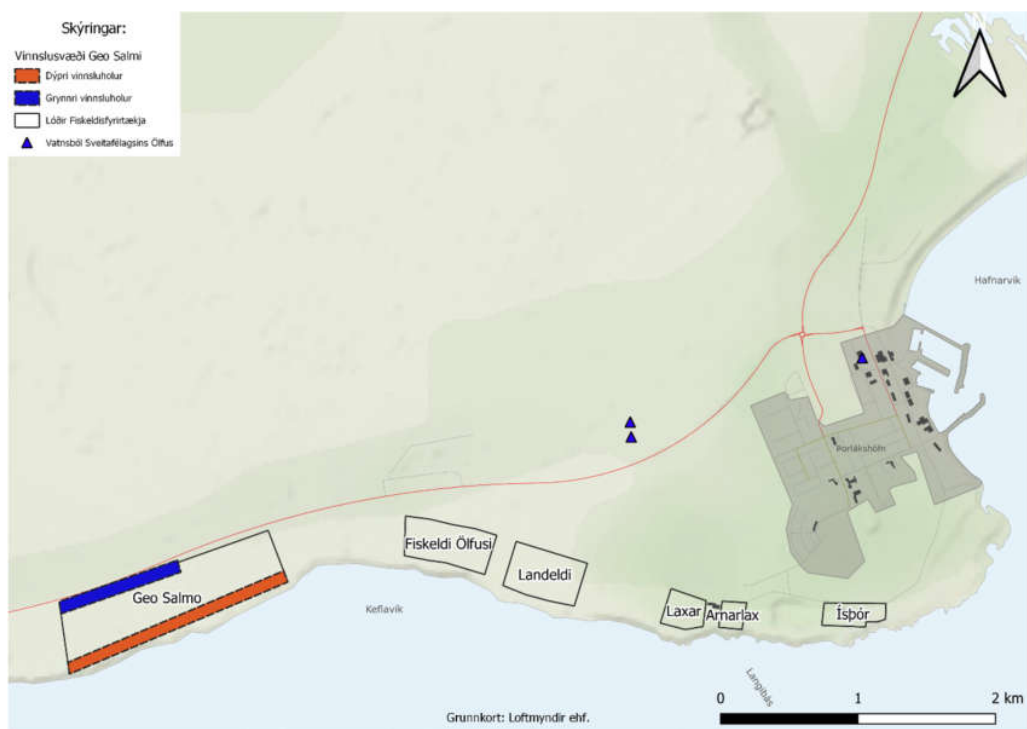 Skýringar:
Vinnslusvæði Geo Salmi
Dýpri vinnsluholur
Grynnri vinnsluholur
Lóðir Fiskeldisfyrirtækja
Vatnsból Sveitafélagsins Ölfus
Hafnarvík
Þorlákshöfn
Fiskeldi Ölfusi
Landeldi
Geo Salmo
Keflavík
Laxar
Arnarlax
Ísþór
Langibás
0 1 2 km
Grunnkort: Loftmyndir ehf.